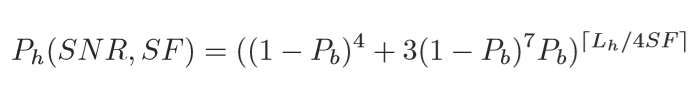 P_h(SNR, SF) = ((1 − P_b)^4 + 3(1 − P_b)^7 P_b)^{⌈L_h/4SF⌉}